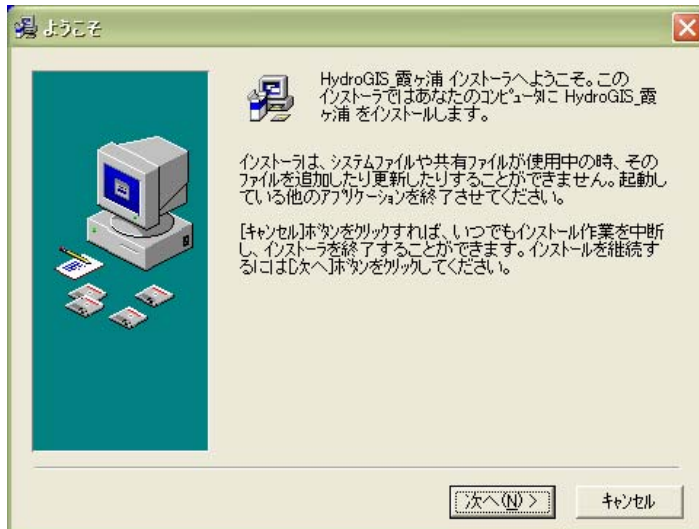 ようこそ
HydroGIS_霞ヶ浦 インストーラへようこそ。この
インストーラではあなたのコンピュータに HydroGIS_霞
ヶ浦 をインストールします。
インストーラは、システムファイルや共有ファイルが使用中の時、その
ファイルを追加したり更新したりすることができません。起動し
ている他のアプリケーションを終了させてください。
[キャンセル]ボタンをクリックすれば、いつでもインストール作業を中断
し、インストーラを終了することができます。インストールを継続す
るには[次へ]ボタンをクリックしてください。
次へ(N) >
キャンセル